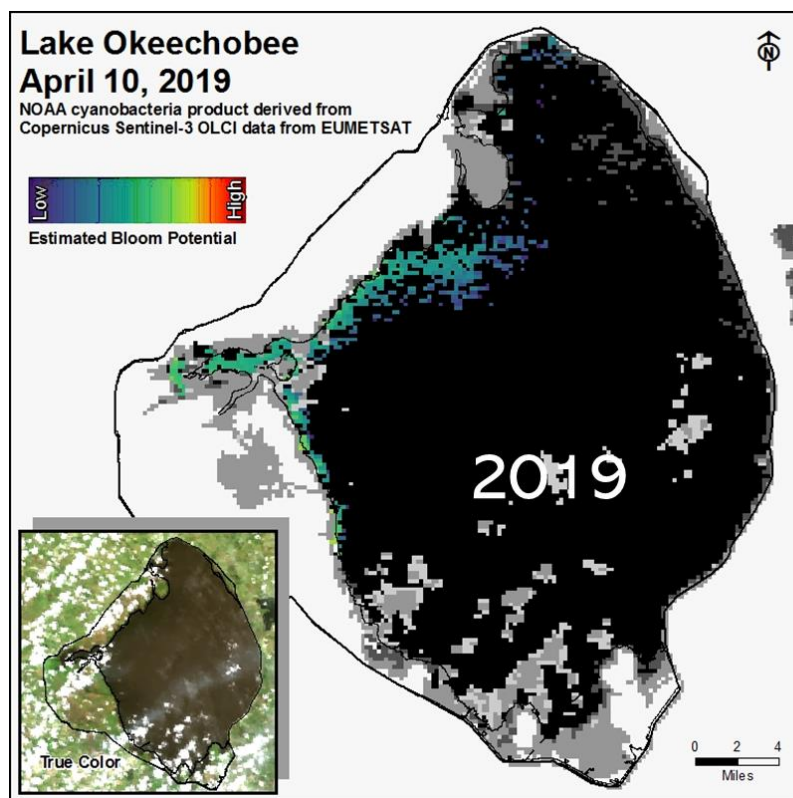 Lake Okeechobee
April 10, 2019
NOAA cyanobacteria product derived from
Copernicus Sentinel-3 OLCI data from EUMETSAT
N
Low
High
Estimated Bloom Potential
2019
True Color
0 2 4
Miles